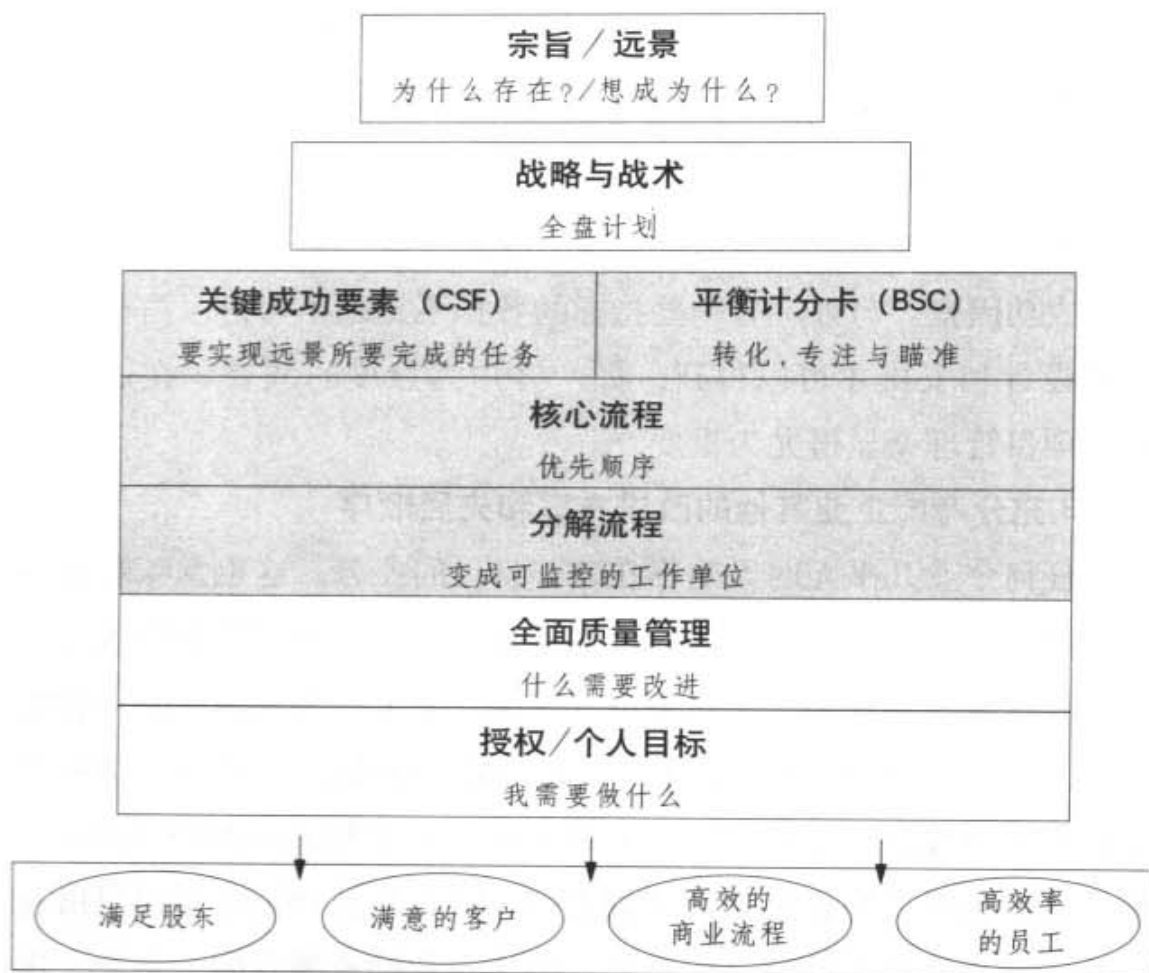 宗旨／远景
为什么存在?/想成为什么?
战略与战术
全盘计划
关键成功要素（CSF）
要实现远景所要完成的任务
平衡计分卡（BSC）
转化,专注与瞄准
核心流程
优先顺序
分解流程
变成可监控的工作单位
全面质量管理
什么需要改进
授权／个人目标
我需要做什么
满足股东
满意的客户
高效的
商业流程
高效率
的员工